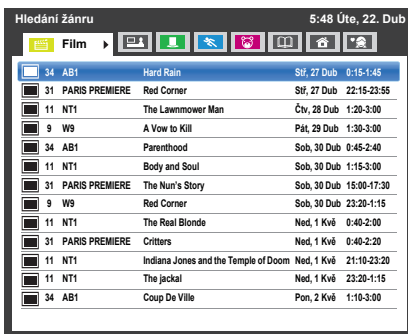 Hledání žánru 5:48 Úte, 22. Dub
Film
34 AB1 Hard Rain Stř, 27 Dub 0:15-1:45
31 PARIS PREMIERE Red Corner Stř, 27 Dub 22:15-23:55
11 NT1 The Lawnmower Man Čtv, 28 Dub 1:20-3:00
9 W9 A Vow to Kill Pát, 29 Dub 1:30-3:00
34 AB1 Parenthood Sob, 30 Dub 0:45-2:40
11 NT1 Body and Soul Sob, 30 Dub 1:15-3:00
31 PARIS PREMIERE The Nun's Story Sob, 30 Dub 15:00-17:30
9 W9 Red Corner Sob, 30 Dub 23:20-1:15
11 NT1 The Real Blonde Ned, 1 Kvě 0:40-2:00
31 PARIS PREMIERE Critters Ned, 1 Kvě 0:40-2:20
11 NT1 Indiana Jones and the Temple of Doom Ned, 1 Kvě 21:10-23:20
11 NT1 The jackal Ned, 1 Kvě 23:20-1:15
34 AB1 Coup De Ville Pon, 2 Kvě 1:10-3:00